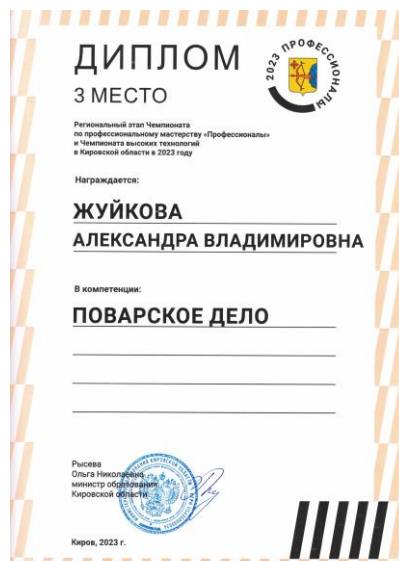 ДИПЛОМ
3 МЕСТО
2023 ПРОФЕССИОНАЛЫ
Региональный этап Чемпионата
по профессиональному мастерству «Профессионалы»
и Чемпионата высоких технологий
в Кировской области в 2023 году
Награждается:
ЖУЙКОВА
АЛЕКСАНДРА ВЛАДИМИРОВНА
В компетенции:
ПОВАРСКОЕ ДЕЛО
Рысева
Ольга Николаевна
министр образования
Кировской области
Киров, 2023 г.